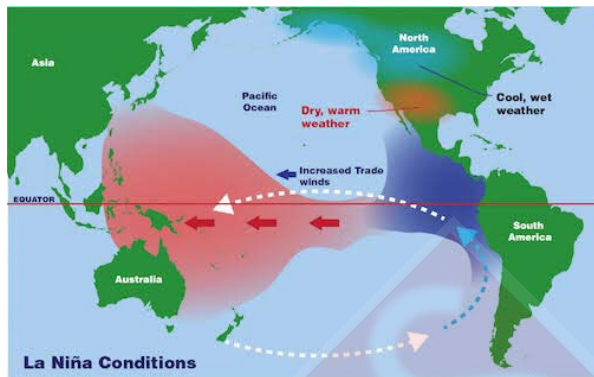 North
America
Asia
Pacific
Ocean
Cool, wet
weather
Dry, warm
weather
Increased Trade
winds
EQUATOR
South
America
Australia
La Niña Conditions